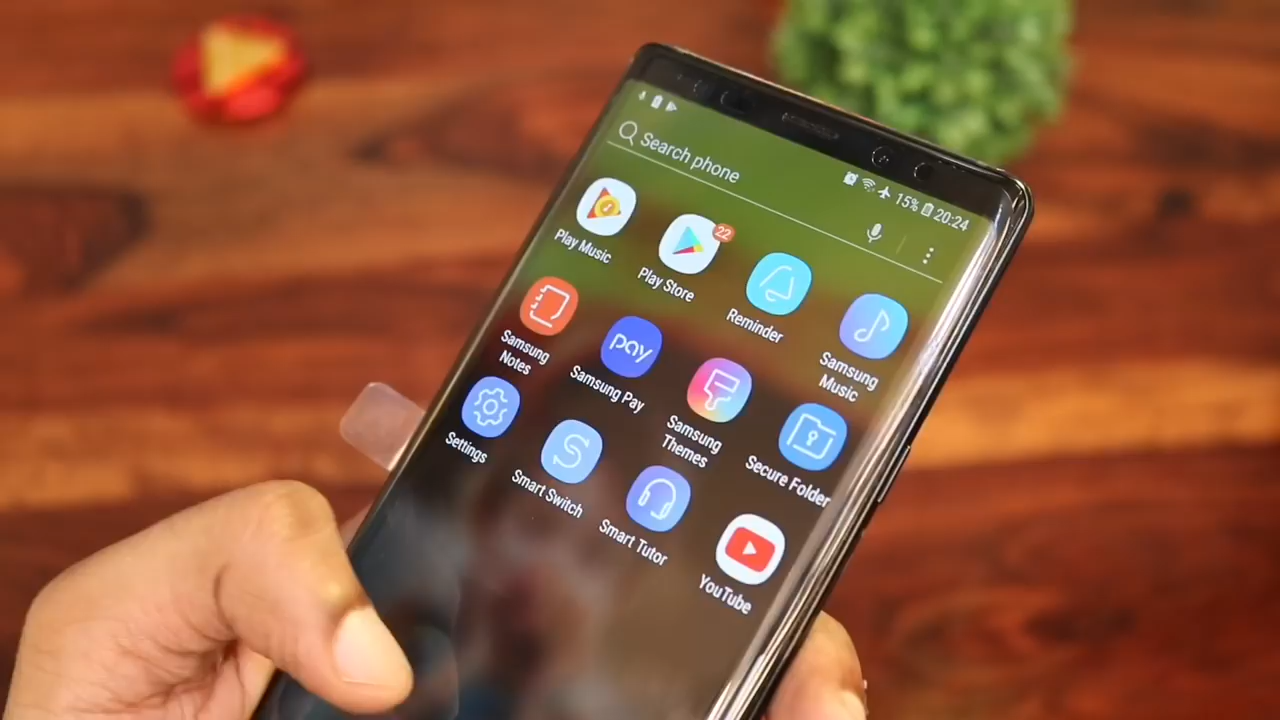 15% 20:24
Search phone
Play Music
Play Store
22
Reminder
Samsung
Music
Samsung
Notes
Samsung Pay
pay
Samsung
Themes
Secure Folder
Settings
Smart Switch
Smart Tutor
YouTube